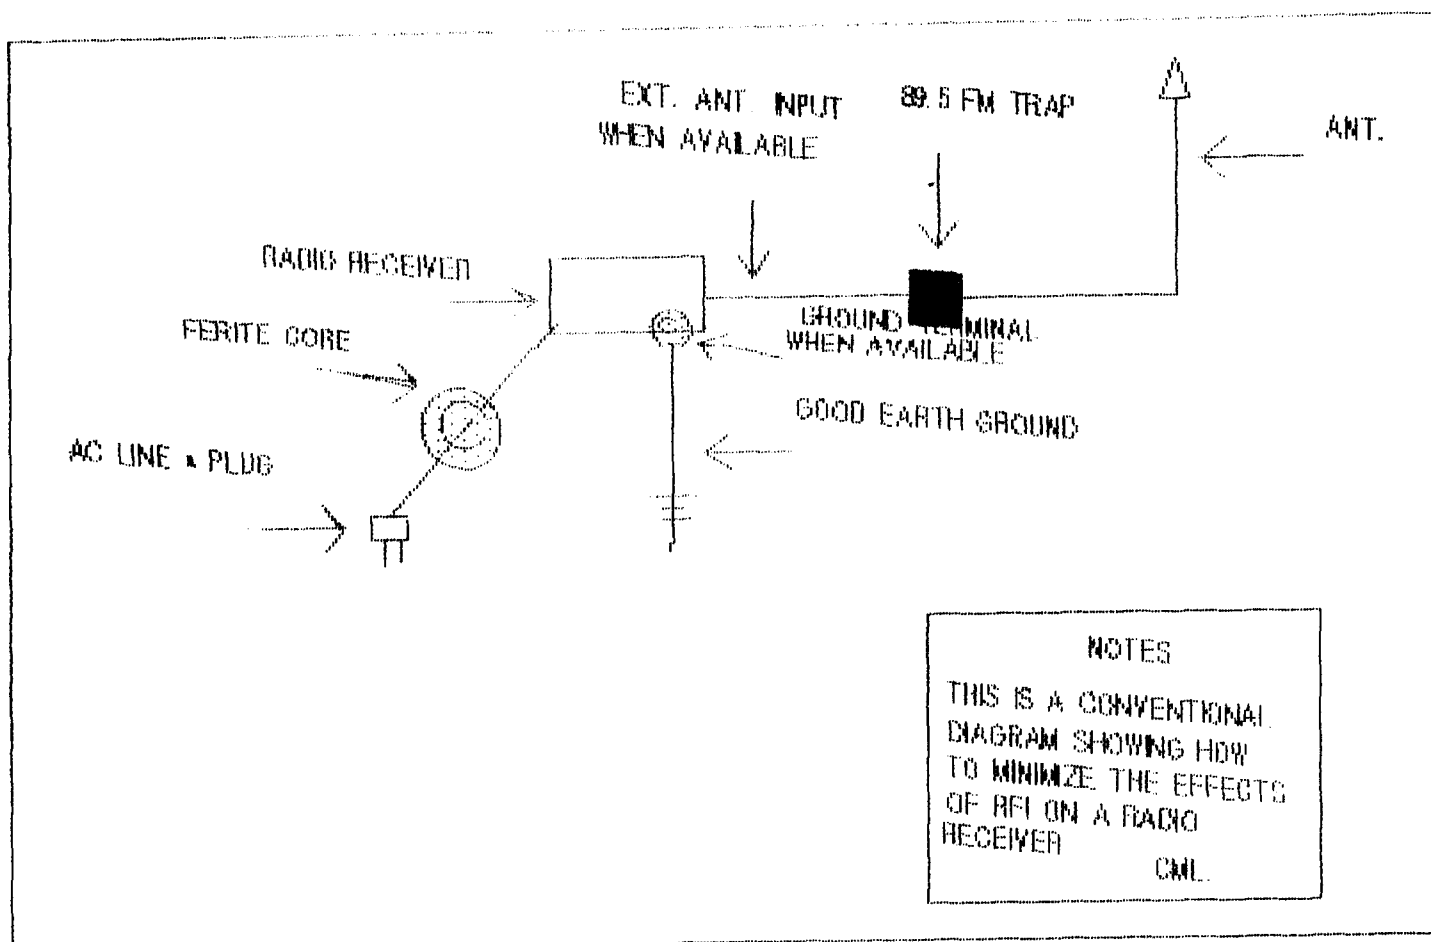 EXT. ANT. INPUT
WHEN AVAILABLE
89.5 FM TRAP
ANT.
RADIO RECEIVER
FERITE CORE
GROUND TERMINAL
WHEN AVAILABLE
GOOD EARTH GROUND
AC LINE & PLUG
NOTES
THIS IS A CONVENTIONAL
DIAGRAM SHOWING HOW
TO MINIMIZE THE EFFECTS
OF RFI ON A RADIO
RECEIVER
CML.